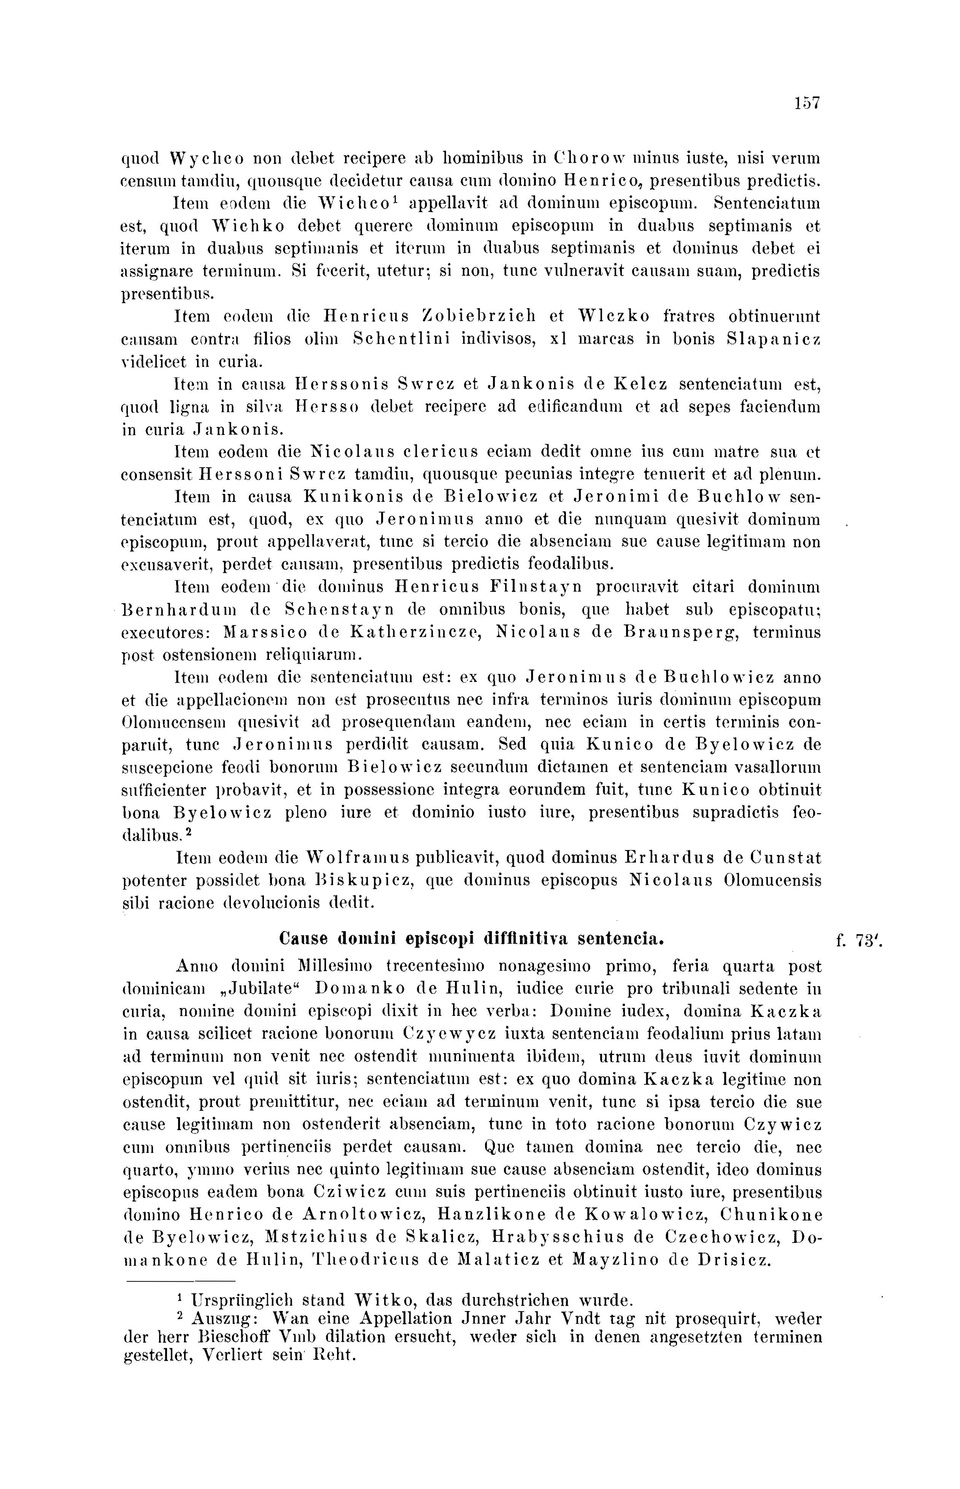 157
quod Wychco non debet recipere ab hominibus in Chorow minus iuste, nisi verum
censum tamdiu, quousque decidetur causa cum domino Henrico, presentibus predictis.
Item eodem die Wichco¹ appellavit ad dominum episcopum. Sentenciatum
est, quod Wichko debet querere dominum episcopum in duabus septimanis et
iterum in duabus septimanis et iterum in duabus septimanis et dominus debet ei
assignare terminum. Si fecerit, utetur; si non, tunc vulneravit causam suam, predictis
presentibus.
Item eodem die Henricus Zobiebrzich et Wlczko fratres obtinuerunt
causam contra filios olim Schentlini indivisos, xl marcas in bonis Slapanicz
videlicet in curia.
Item in causa Herssonis Swrcz et Jankonis de Kelcz sentenciatum est,
quod ligna in silva Hersso debet recipere ad edificandum et ad sepes faciendum
in curia Jankonis.
Item eodem die Nicolaus clericus eciam dedit omne ius cum matre sua et
consensit Herssoni Swrcz tamdiu, quousque pecunias integre tenuerit et ad plenum.
Item in causa Kunikonis de Bielowicz et Jeronimi de Buchlow sen-
tenciatum est, quod, ex quo Jeronimus anno et die nunquam quesivit dominum
episcopum, prout appellaverat, tunc si tercio die absenciam sue cause legitimam non
excusaverit, perdet causam, presentibus predictis feodalibus.
Item eodem die dominus Henricus Filnstayn procuravit citari dominum
Bernhardum de Schenstayn de omnibus bonis, que habet sub episcopatu;
executores: Marssico de Katherzincze, Nicolaus de Braunsperg, terminus
post ostensionem reliquiarum.
Item eodem die sentenciatum est: ex quo Jeronimus de Buchlowicz anno
et die appellacionem non est prosecutus nec infra terminos iuris dominum episcopum
Olomucensem quesivit ad prosequendam eandem, nec eciam in certis terminis con-
paruit, tunc Jeronimus perdidit causam. Sed quia Kunico de Byelowicz de
suscepcione feodi bonorum Bielowicz secundum dictamen et sentenciam vasallorum
sufficienter probavit, et in possessione integra eorundem fuit, tunc Kunico obtinuit
bona Byelowicz pleno iure et dominio iusto iure, presentibus supradictis feo-
dalibus.²
Item eodem die Wolframus publicavit, quod dominus Erhardus de Cunstat
potenter possidet bona Biskupicz, que dominus episcopus Nicolaus Olomucensis
sibi racione devolucionis dedit.
Cause domini episcopi diffinitiva sentencia. f. 73′.
Anno domini Millesimo trecentesimo nonagesimo primo, feria quarta post
dominicam „Jubilate“ Domanko de Hulin, iudice curie pro tribunali sedente in
curia, nomine domini episcopi dixit in hec verba: Domine iudex, domina Kaczka
in causa scilicet racione bonorum Czyewycz iuxta sentenciam feodalium prius latam
ad terminum non venit nec ostendit munimenta ibidem, utrum deus iuvit dominum
episcopum vel quid sit iuris; sentenciatum est: ex quo domina Kaczka legitime non
ostendit, prout premittitur, nec eciam ad terminum venit, tunc si ipsa tercio die sue
cause legitimam non ostenderit absenciam, tunc in toto racione bonorum Czywicz
cum omnibus pertinenciis perdet causam. Que tamen domina nec tercio die, nec
quarto, ymmo verius nec quinto legitimam sue cause absenciam ostendit, ideo dominus
episcopus eadem bona Cziwicz cum suis pertinenciis obtinuit iusto iure, presentibus
domino Henrico de Arnoltowicz, Hanzlikone de Kowalowicz, Chunikone
de Byelowicz, Mstzichius de Skalicz, Hrabysschius de Czechowicz, Do-
mankone de Hulin, Theodricus de Malaticz et Mayzlino de Drisicz.
¹ Ursprünglich stand Witko, das durchstrichen wurde.
² Auszug: Wan eine Appellation Jnner Jahr Vndt tag nit prosequirt, weder
der herr Bieschoff Vmb dilation ersucht, weder sich in denen angesetzten terminen
gestellet, Verliert sein Reht.